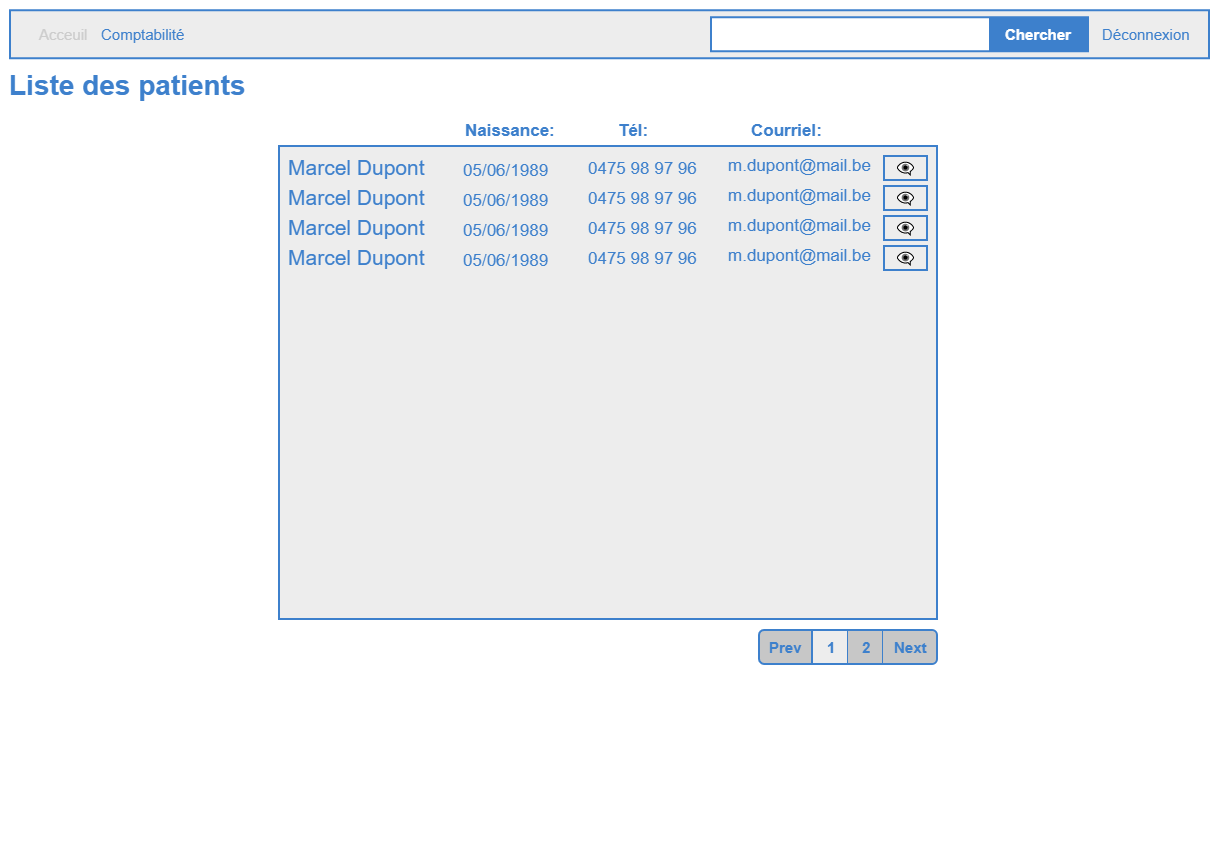 Acceuil Comptabilité Chercher Déconnexion
Liste des patients
Naissance: Tél: Courriel:
Marcel Dupont 05/06/1989 0475 98 97 96 m.dupont@mail.be
Marcel Dupont 05/06/1989 0475 98 97 96 m.dupont@mail.be
Marcel Dupont 05/06/1989 0475 98 97 96 m.dupont@mail.be
Marcel Dupont 05/06/1989 0475 98 97 96 m.dupont@mail.be
Prev 1 2 Next